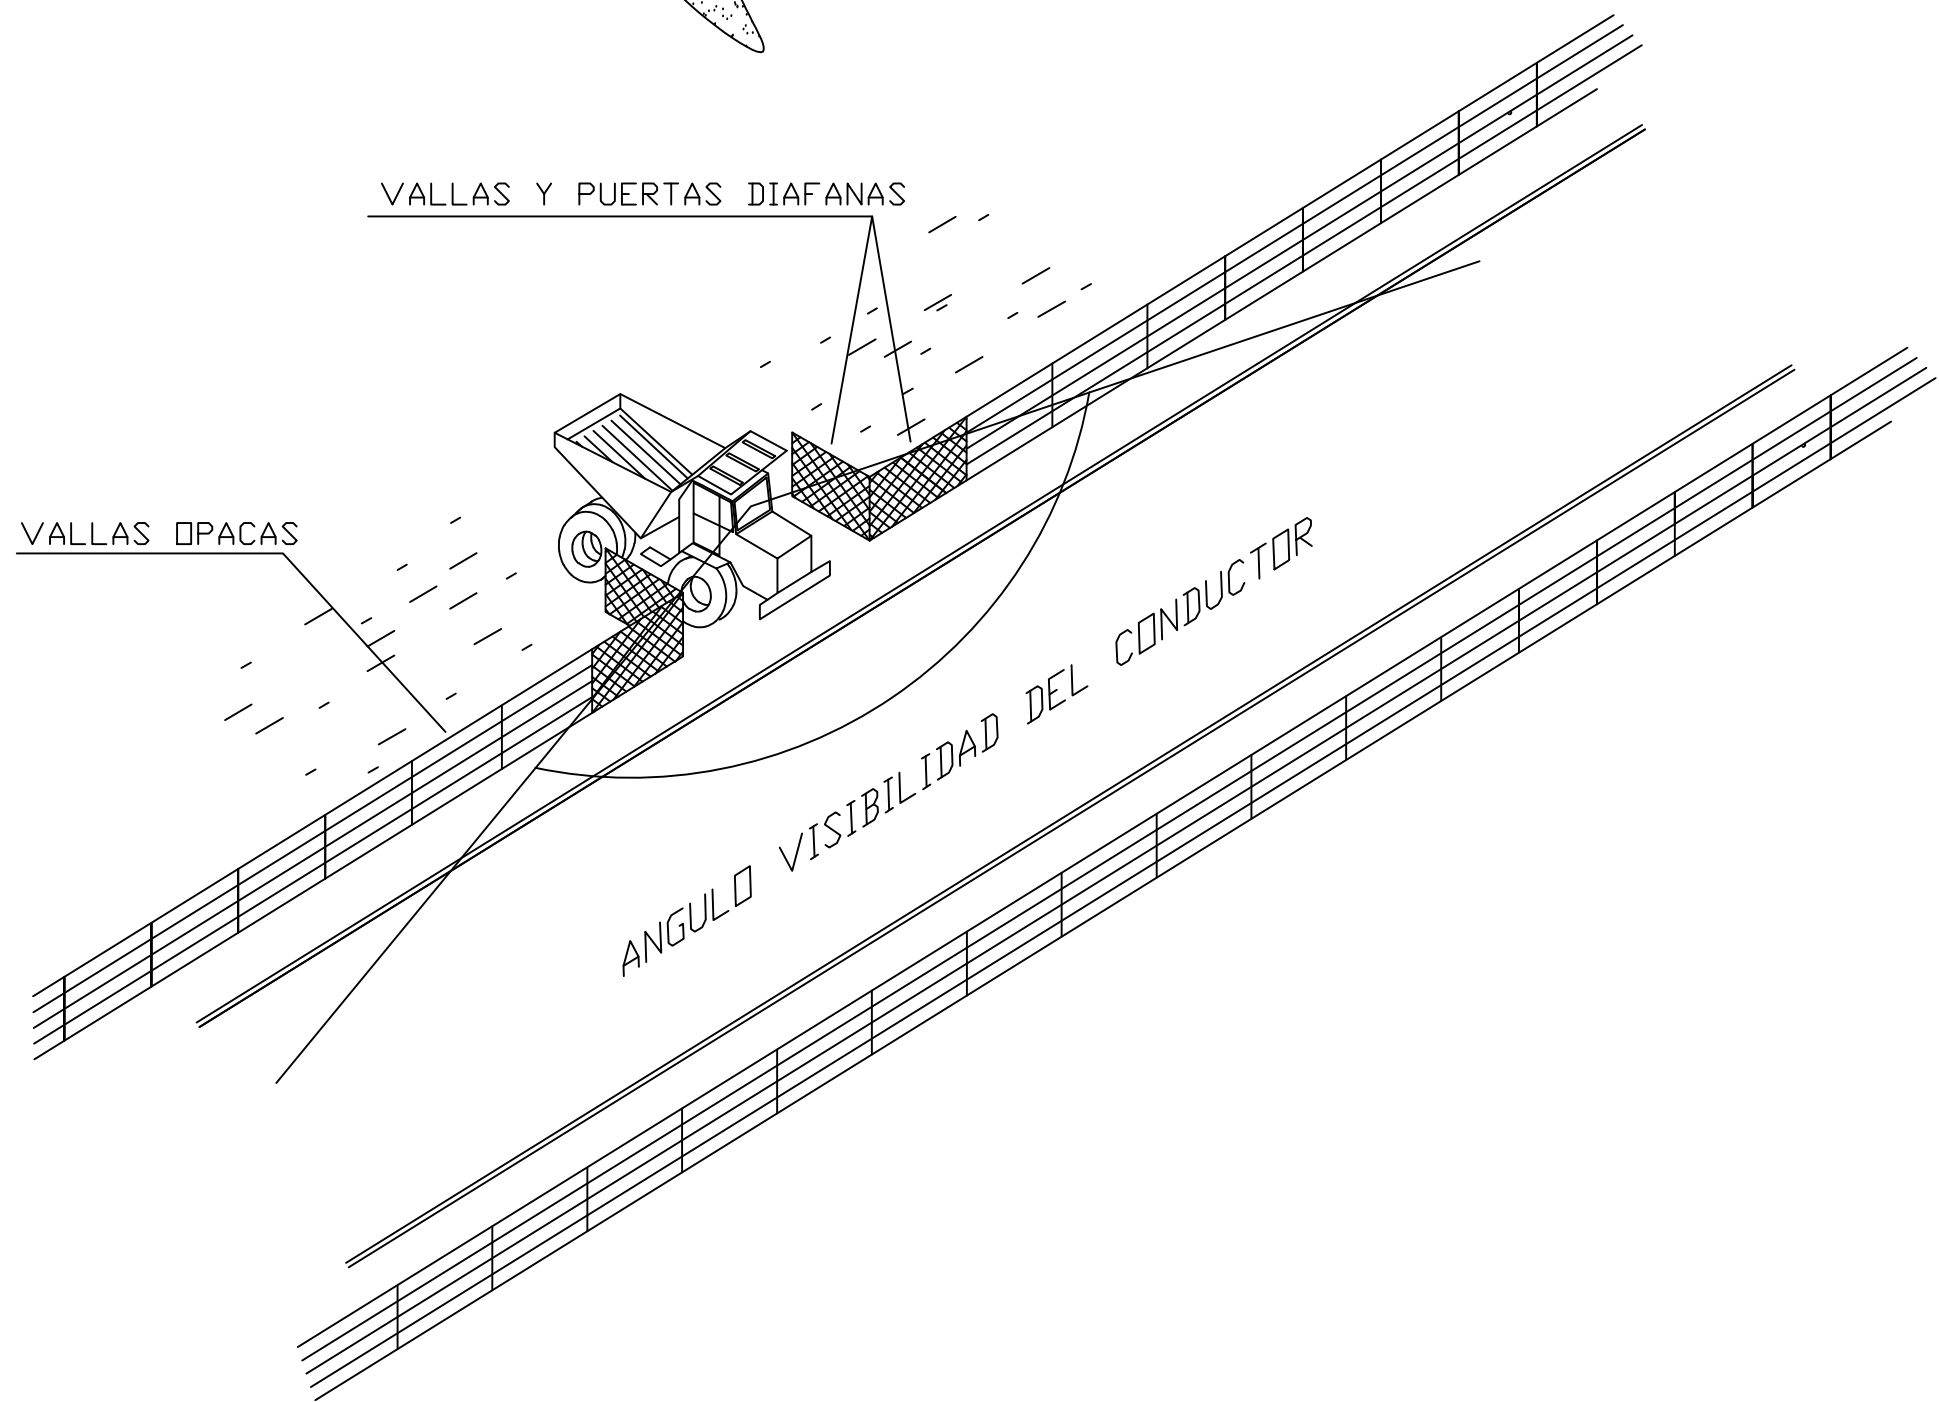 VALLAS Y PUERTAS DIAFANAS
VALLAS OPACAS
ANGULO VISIBILIDAD DEL CONDUCTOR